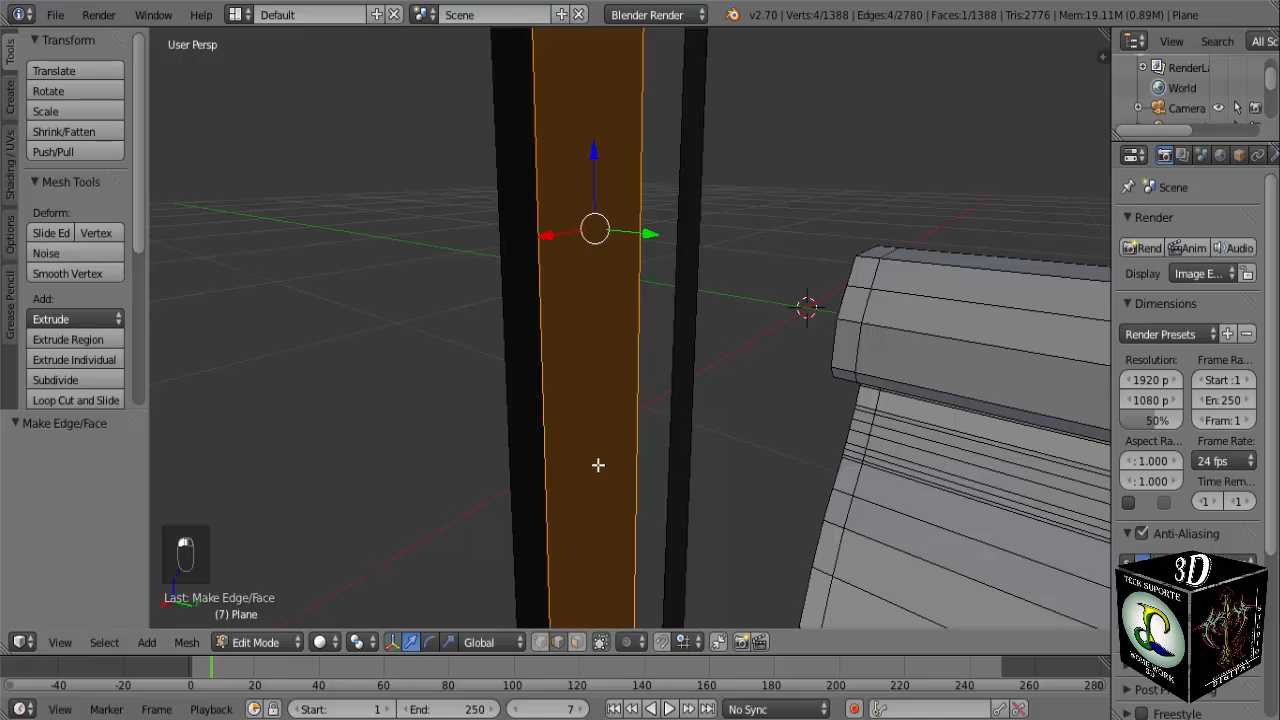 File Render Window Help Default Scene Blender Render v2.70 | Verts:4/1388 | Edges:4/2780 | Faces:1/1388 | Tris:2776 | Mem:19.11M (0.89M) | Plane
Tools
Create
Shading / UVs
Options
Grease Pencil
Transform
Translate
Rotate
Scale
Shrink/Fatten
Push/Pull
Mesh Tools
Deform:
Slide Ed Vertex
Noise
Smooth Vertex
Add:
Extrude
Extrude Region
Extrude Individual
Subdivide
Loop Cut and Slide
Make Edge/Face
User Persp
Last: Make Edge/Face
(7) Plane
View Search All Sc
RenderLa
World
Camera
Scene
Render
Rend Anim Audio
Display Image E...
Dimensions
Render Presets
Resolution: Frame Ra...
1920 p Start :1
1080 p En: 250
50% Fram: 1
Aspect Ra... Frame Rate:
: 1.000 24 fps
: 1.000 Time Rem...
1 1
Anti-Aliasing
3D
TECK SUPORTE
SOME WORK
DIGITAL
Post
Freestyle
View Select Add Mesh Edit Mode Global
-40 -20 0 20 40 60 80 100 120 140 160 180 200 220 240 260 280
View Marker Frame Playback Start: 1 End: 250 7 No Sync